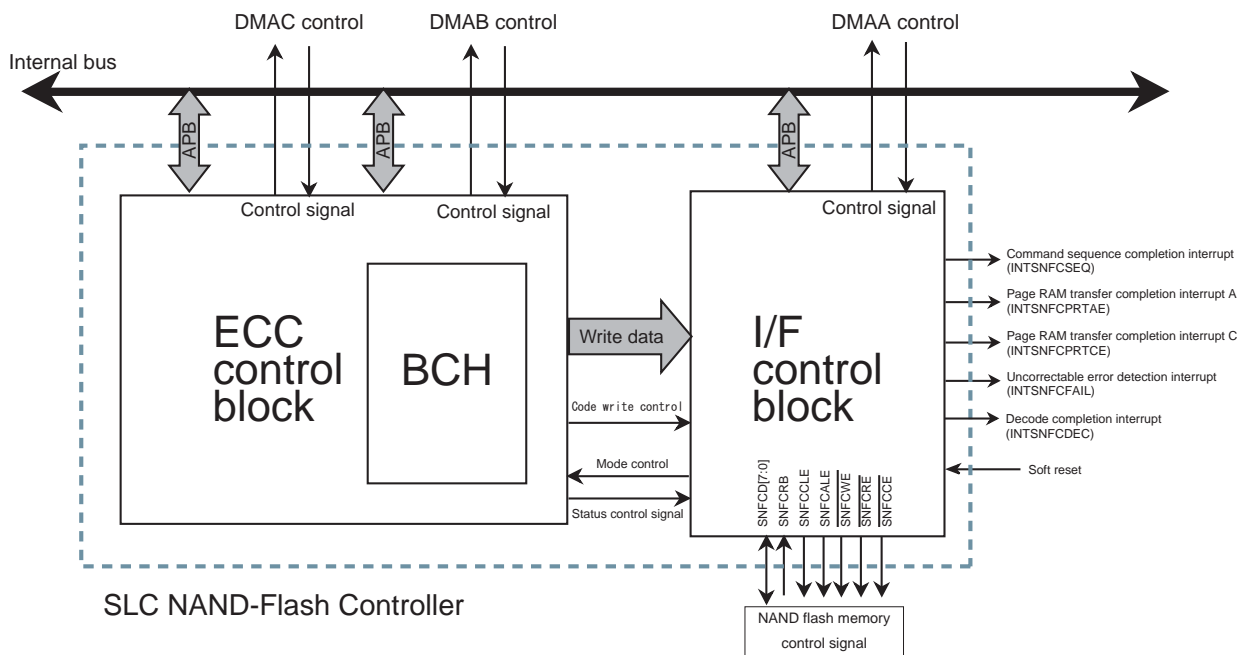 DMAC control
DMAB control
DMAA control
Internal bus
APB
APB
APB
Control signal
Control signal
Control signal
ECC
control
block
BCH
Write data
I/F
control
block
Code write control
Mode control
Status control signal
Command sequence completion interrupt
(INTSNFCSEQ)
Page RAM transfer completion interrupt A
(INTSNFCPRTAE)
Page RAM transfer completion interrupt C
(INTSNFCPRTCE)
Uncorrectable error detection interrupt
(INTSNFCFAIL)
Decode completion interrupt
(INTSNFCDEC)
Soft reset
SNFCD[7:0]
SNFCRB
SNFCCLE
SNFCALE
SNFCWE
SNFCRE
SNFCCE
SLC NAND-Flash Controller
NAND flash memory
control signal